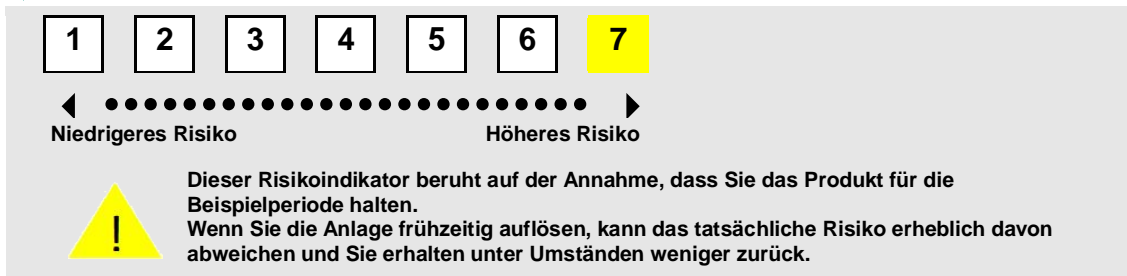 1 2 3 4 5 6 7
Niedrigeres Risiko Höheres Risiko
Dieser Risikoindikator beruht auf der Annahme, dass Sie das Produkt für die
Beispielperiode halten.
Wenn Sie die Anlage frühzeitig auflösen, kann das tatsächliche Risiko erheblich davon
abweichen und Sie erhalten unter Umständen weniger zurück.
!